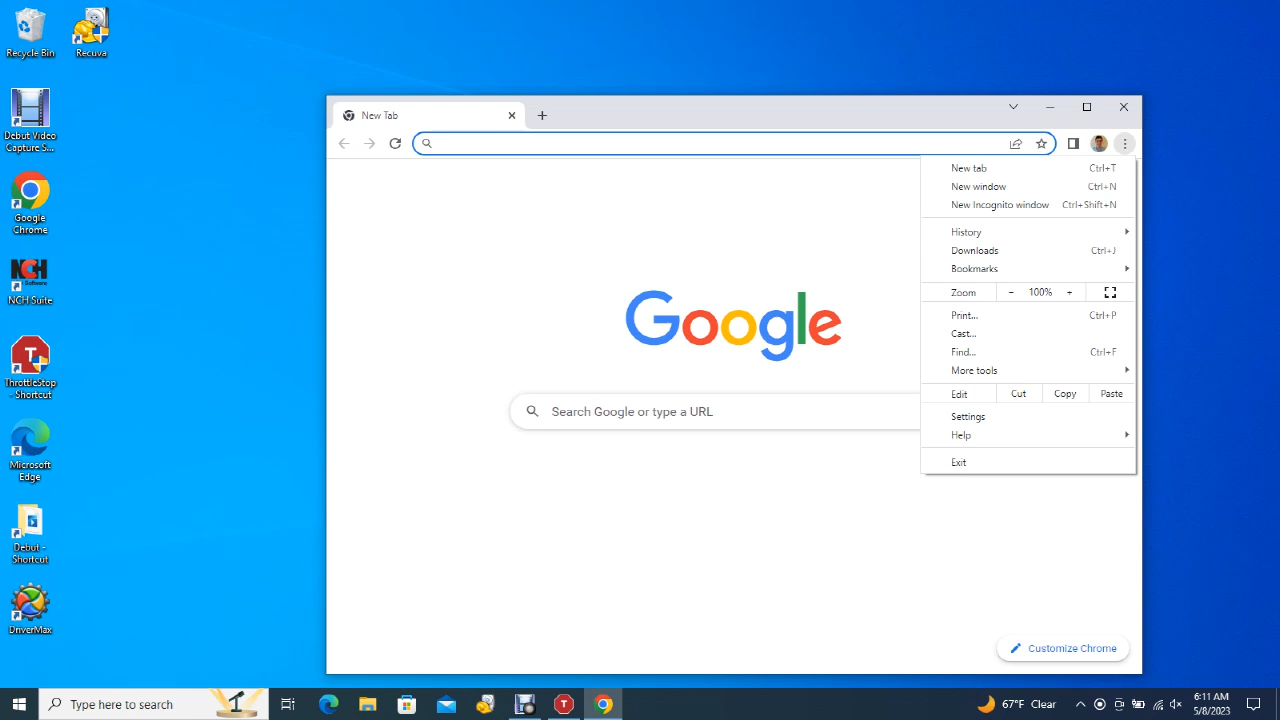 Recycle Bin
Recuva
Debut Video
Capture S...
Google
Chrome
NCH
Software
NCH Suite
T
ThrottleStop
- Shortcut
Microsoft
Edge
Debut -
Shortcut
DriverMax
New Tab
New tab Ctrl+T
New window Ctrl+N
New Incognito window Ctrl+Shift+N
History
Downloads Ctrl+J
Bookmarks
Zoom - 100% +
Print... Ctrl+P
Cast...
Find... Ctrl+F
More tools
Edit Cut Copy Paste
Settings
Help
Exit
Google
Search Google or type a URL
Customize Chrome
Type here to search
T
67°F Clear
6:11 AM
5/8/2023